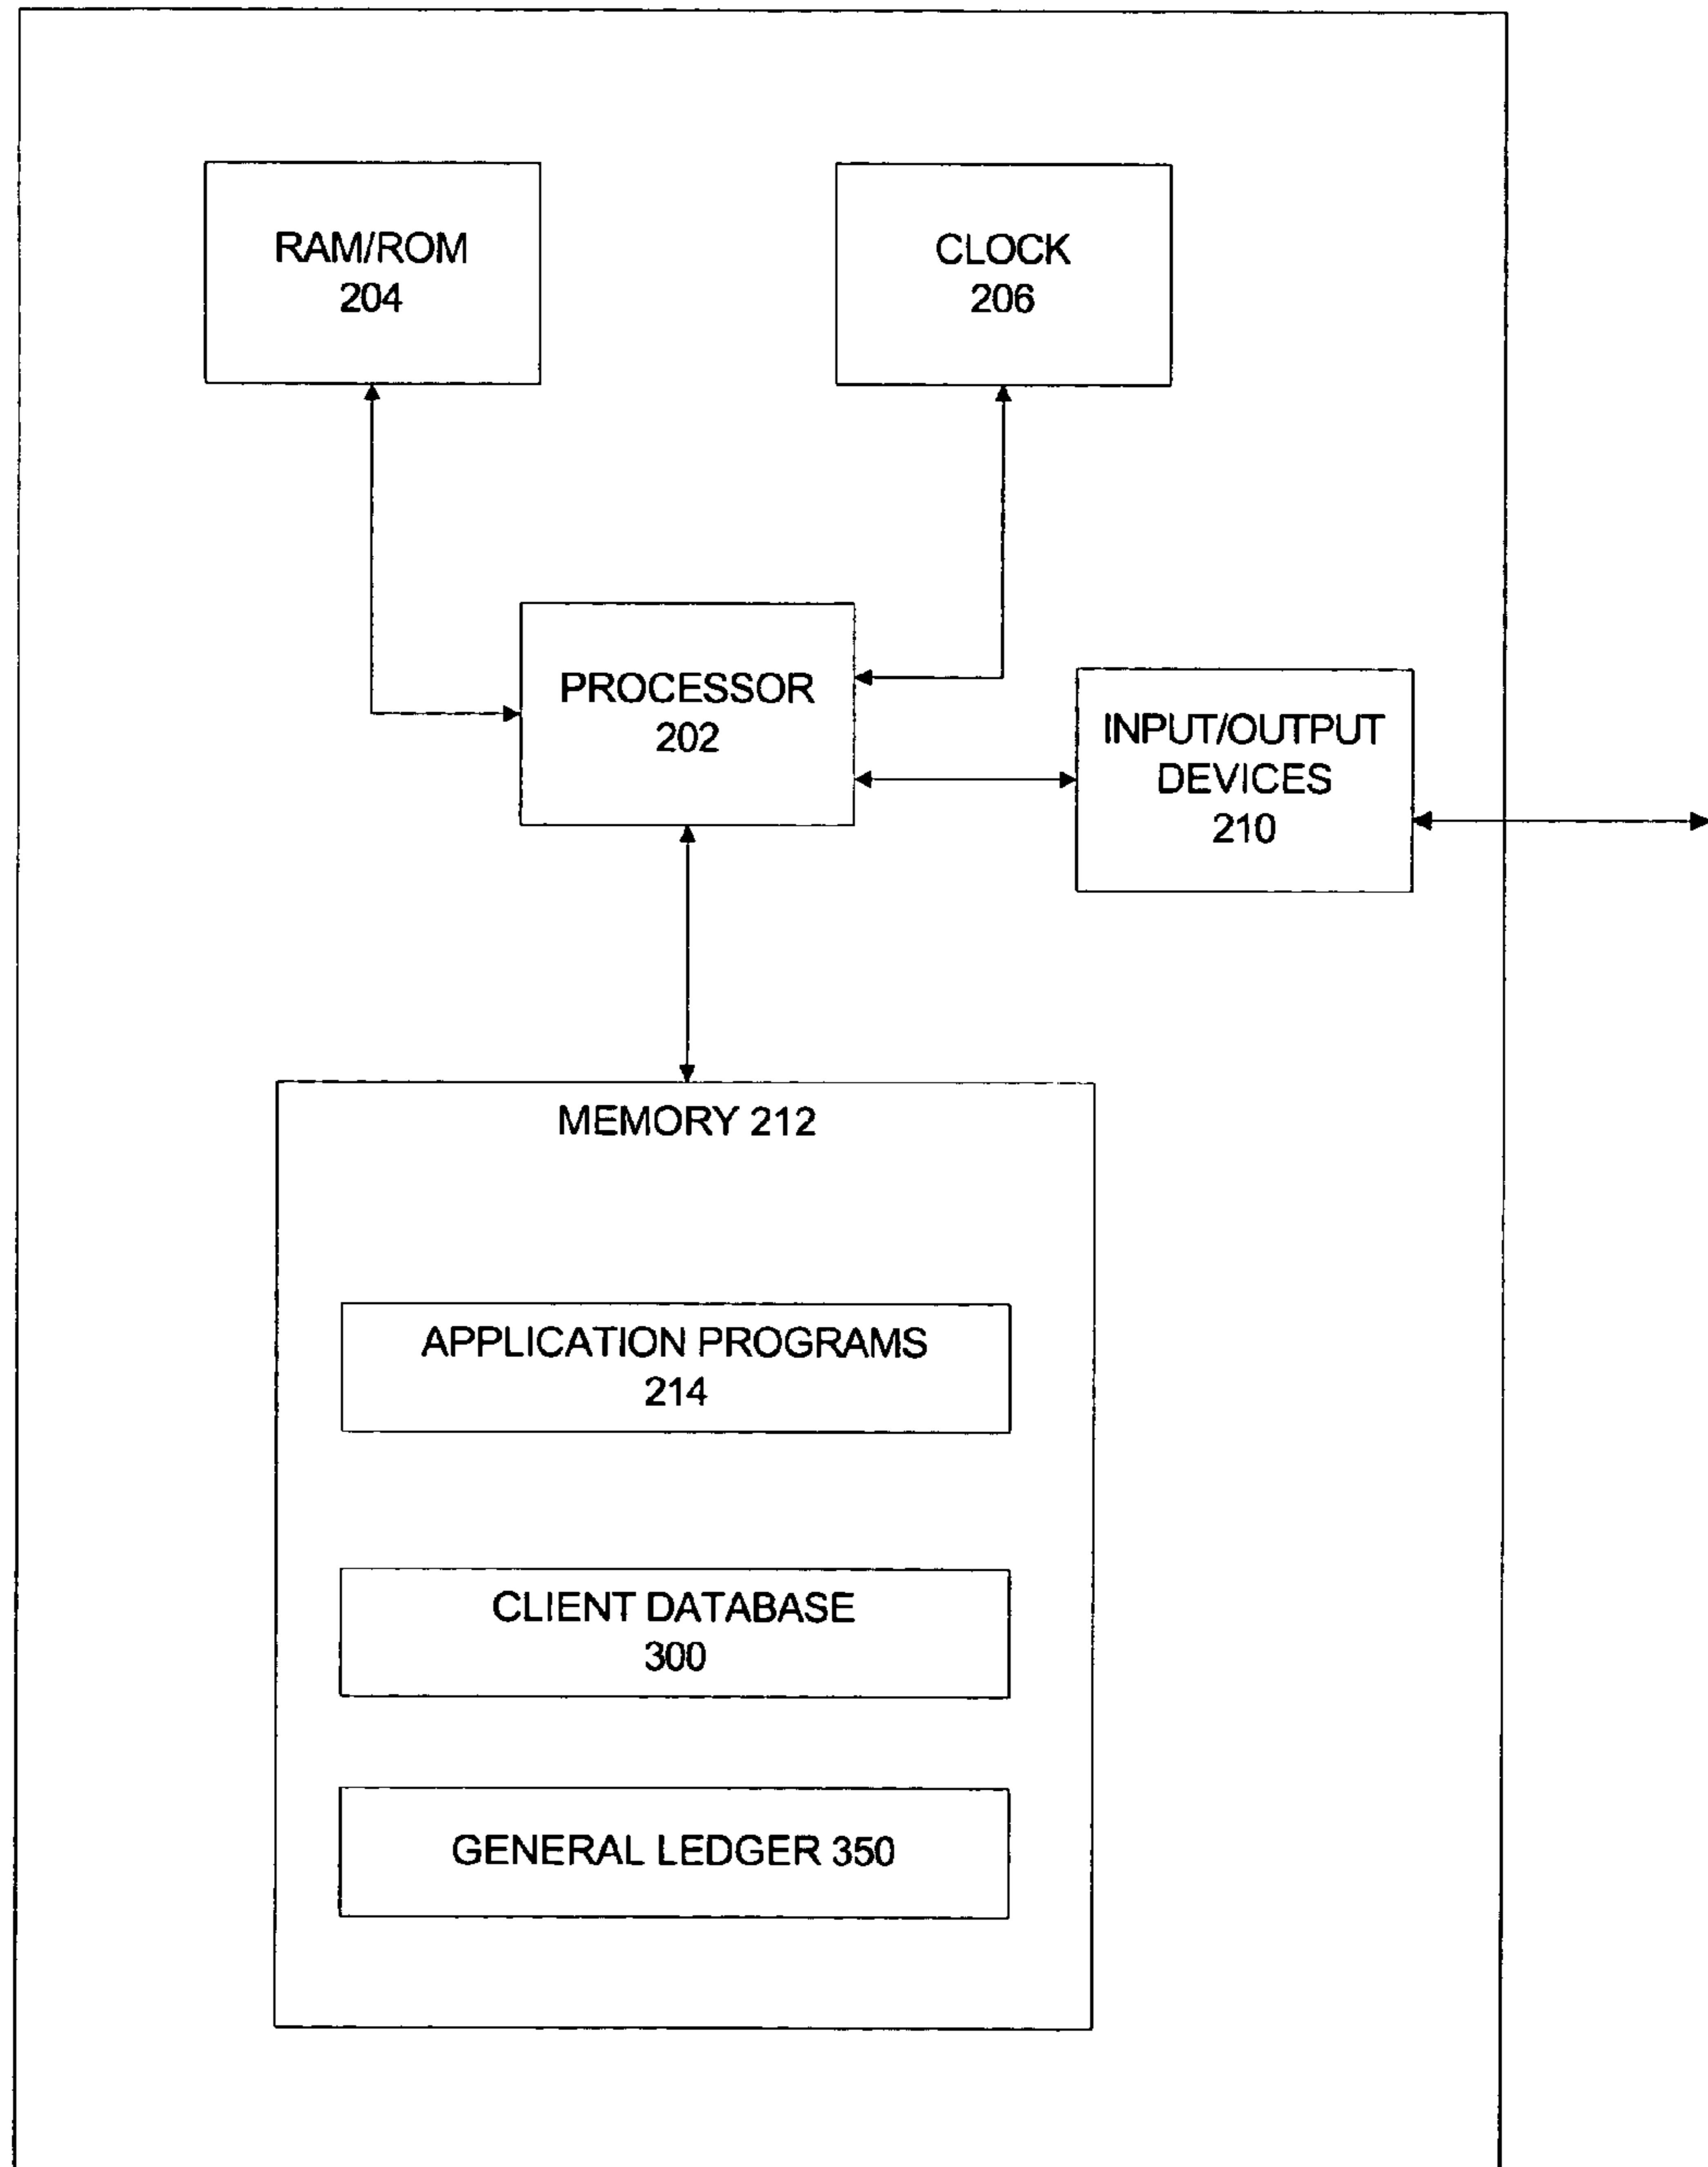 RAM/ROM
204
CLOCK
206
PROCESSOR
202
INPUT/OUTPUT
DEVICES
210
MEMORY 212
APPLICATION PROGRAMS
214
CLIENT DATABASE
300
GENERAL LEDGER 350